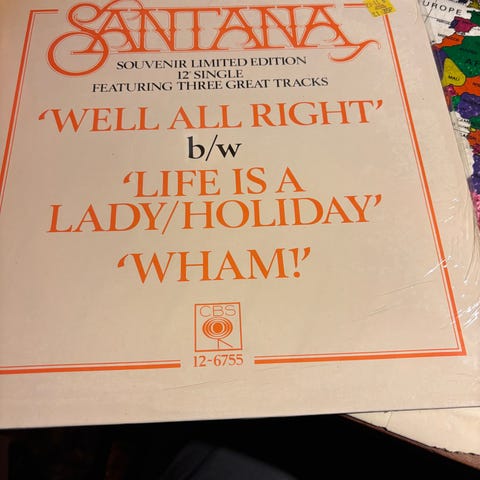 SANTANA
SOUVENIR LIMITED EDITION
12" SINGLE
FEATURING THREE GREAT TRACKS
‘WELL ALL RIGHT’
b/w
‘LIFE IS A
LADY/HOLIDAY’
‘WHAM!’
CBS
12-6755
EUROPE
MALI